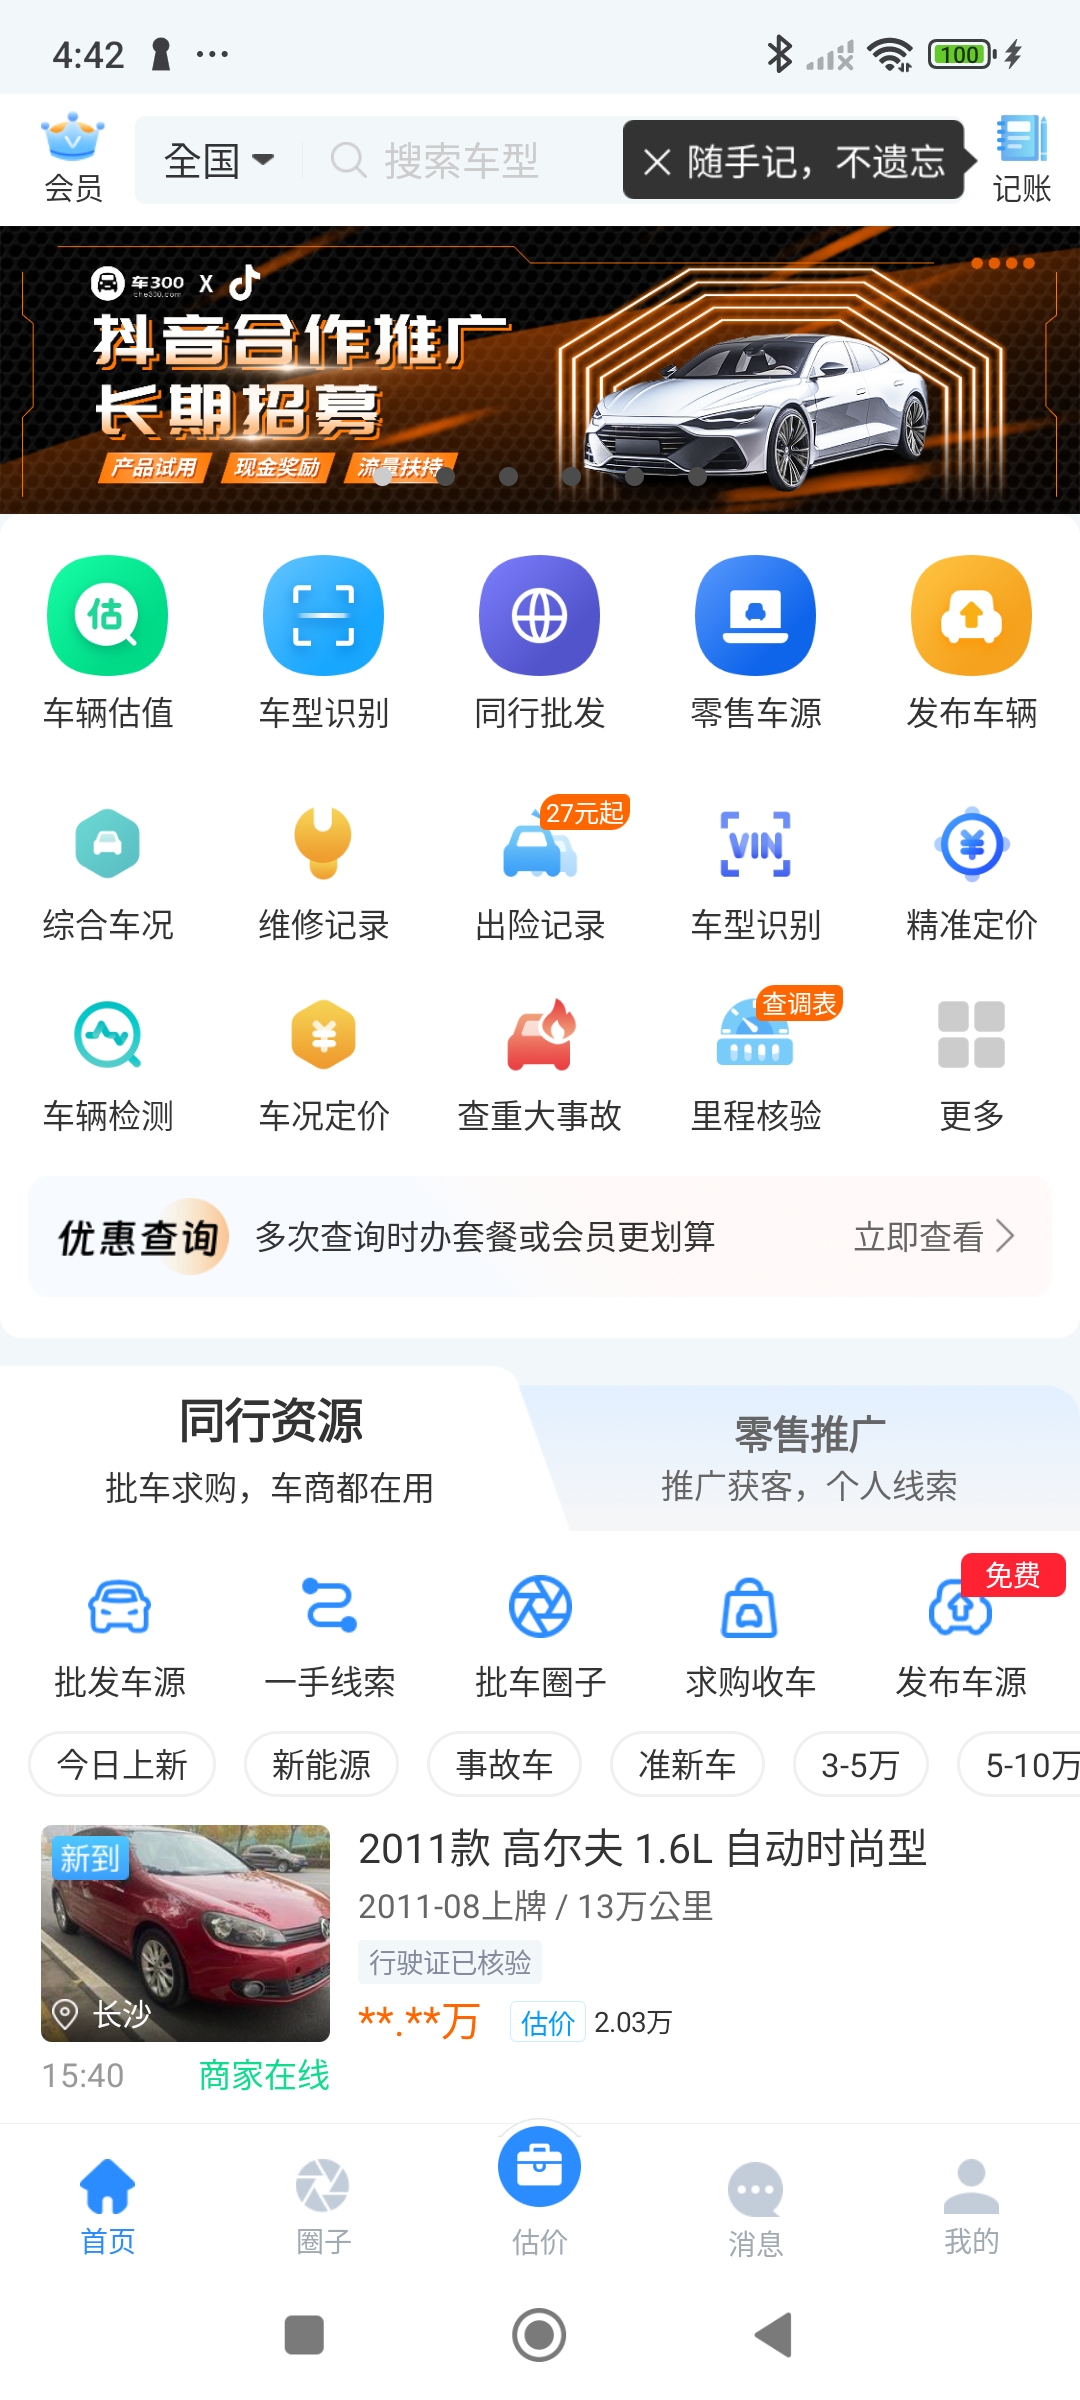 4:42
100
会员
全国
搜索车型
随手记，不遗忘
记账
车300 X
che300.com
抖音合作推广
长期招募
产品试用 现金奖励 流量扶持
估
车辆估值 车型识别 同行批发 零售车源 发布车辆
27元起
VIN
综合车况 维修记录 出险记录 车型识别 精准定价
查调表
车辆检测 车况定价 查重大事故 里程核验 更多
优惠查询 多次查询时办套餐或会员更划算 立即查看
同行资源
批车求购，车商都在用
零售推广
推广获客，个人线索
免费
批发车源 一手线索 批车圈子 求购收车 发布车源
今日上新 新能源 事故车 准新车 3-5万 5-10万
新到
长沙
2011款 高尔夫 1.6L 自动时尚型
2011-08上牌 / 13万公里
行驶证已核验
**.**万 估价 2.03万
15:40 商家在线
首页 圈子 估价 消息 我的